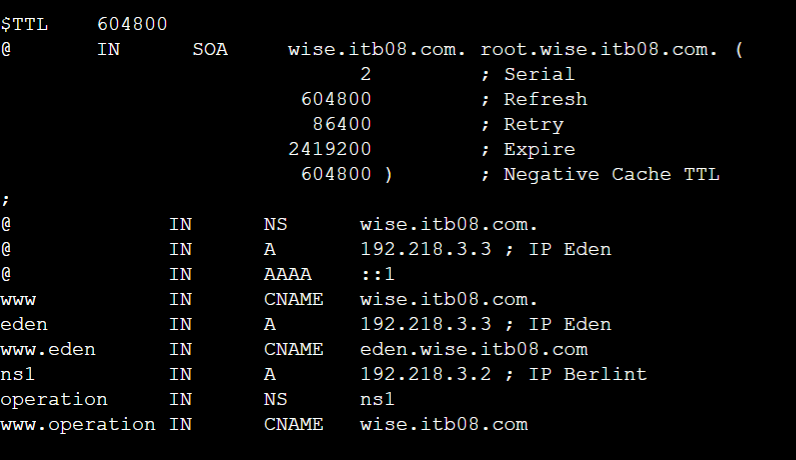 $TTL    604800
@       IN      SOA     wise.itb08.com. root.wise.itb08.com. (
                              2         ; Serial
                         604800         ; Refresh
                          86400         ; Retry
                        2419200         ; Expire
                         604800 )       ; Negative Cache TTL
;
@             IN      NS      wise.itb08.com.
@             IN      A       192.218.3.3 ; IP Eden
@             IN      AAAA    ::1
www           IN      CNAME   wise.itb08.com.
eden          IN      A       192.218.3.3 ; IP Eden
www.eden      IN      CNAME   eden.wise.itb08.com
ns1           IN      A       192.218.3.2 ; IP Berlint
operation     IN      NS      ns1
www.operation IN      CNAME   wise.itb08.com